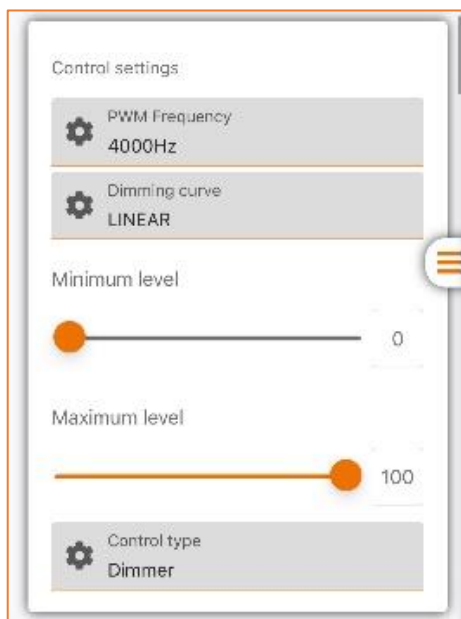 Control settings
PWM Frequency
4000Hz
Dimming curve
LINEAR
Minimum level
0
Maximum level
100
Control type
Dimmer